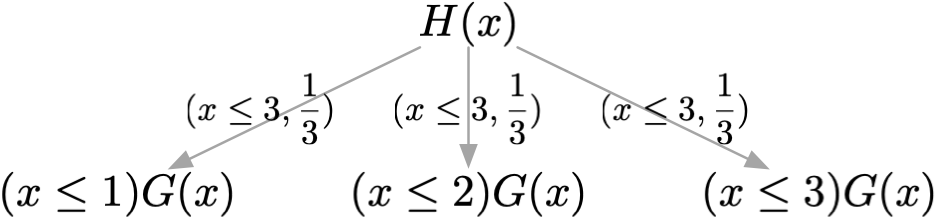 H(x)
(x ≤ 3, 1/3) (x ≤ 3, 1/3) (x ≤ 3, 1/3)
(x ≤ 1)G(x) (x ≤ 2)G(x) (x ≤ 3)G(x)